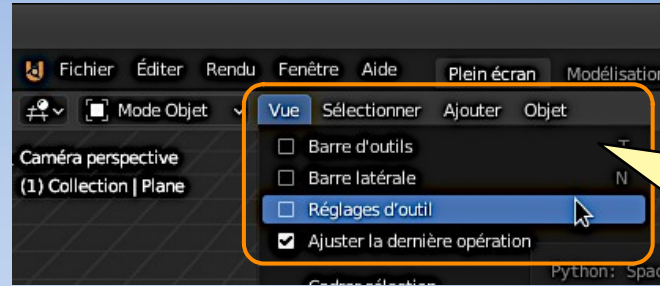 Fichier Éditer Rendu Fenêtre Aide Plein écran Modélisation
Mode Objet Vue Sélectionner Ajouter Objet
Caméra perspective
(1) Collection | Plane
Barre d'outils T
Barre latérale N
Réglages d'outil
Ajuster la dernière opération
Python: